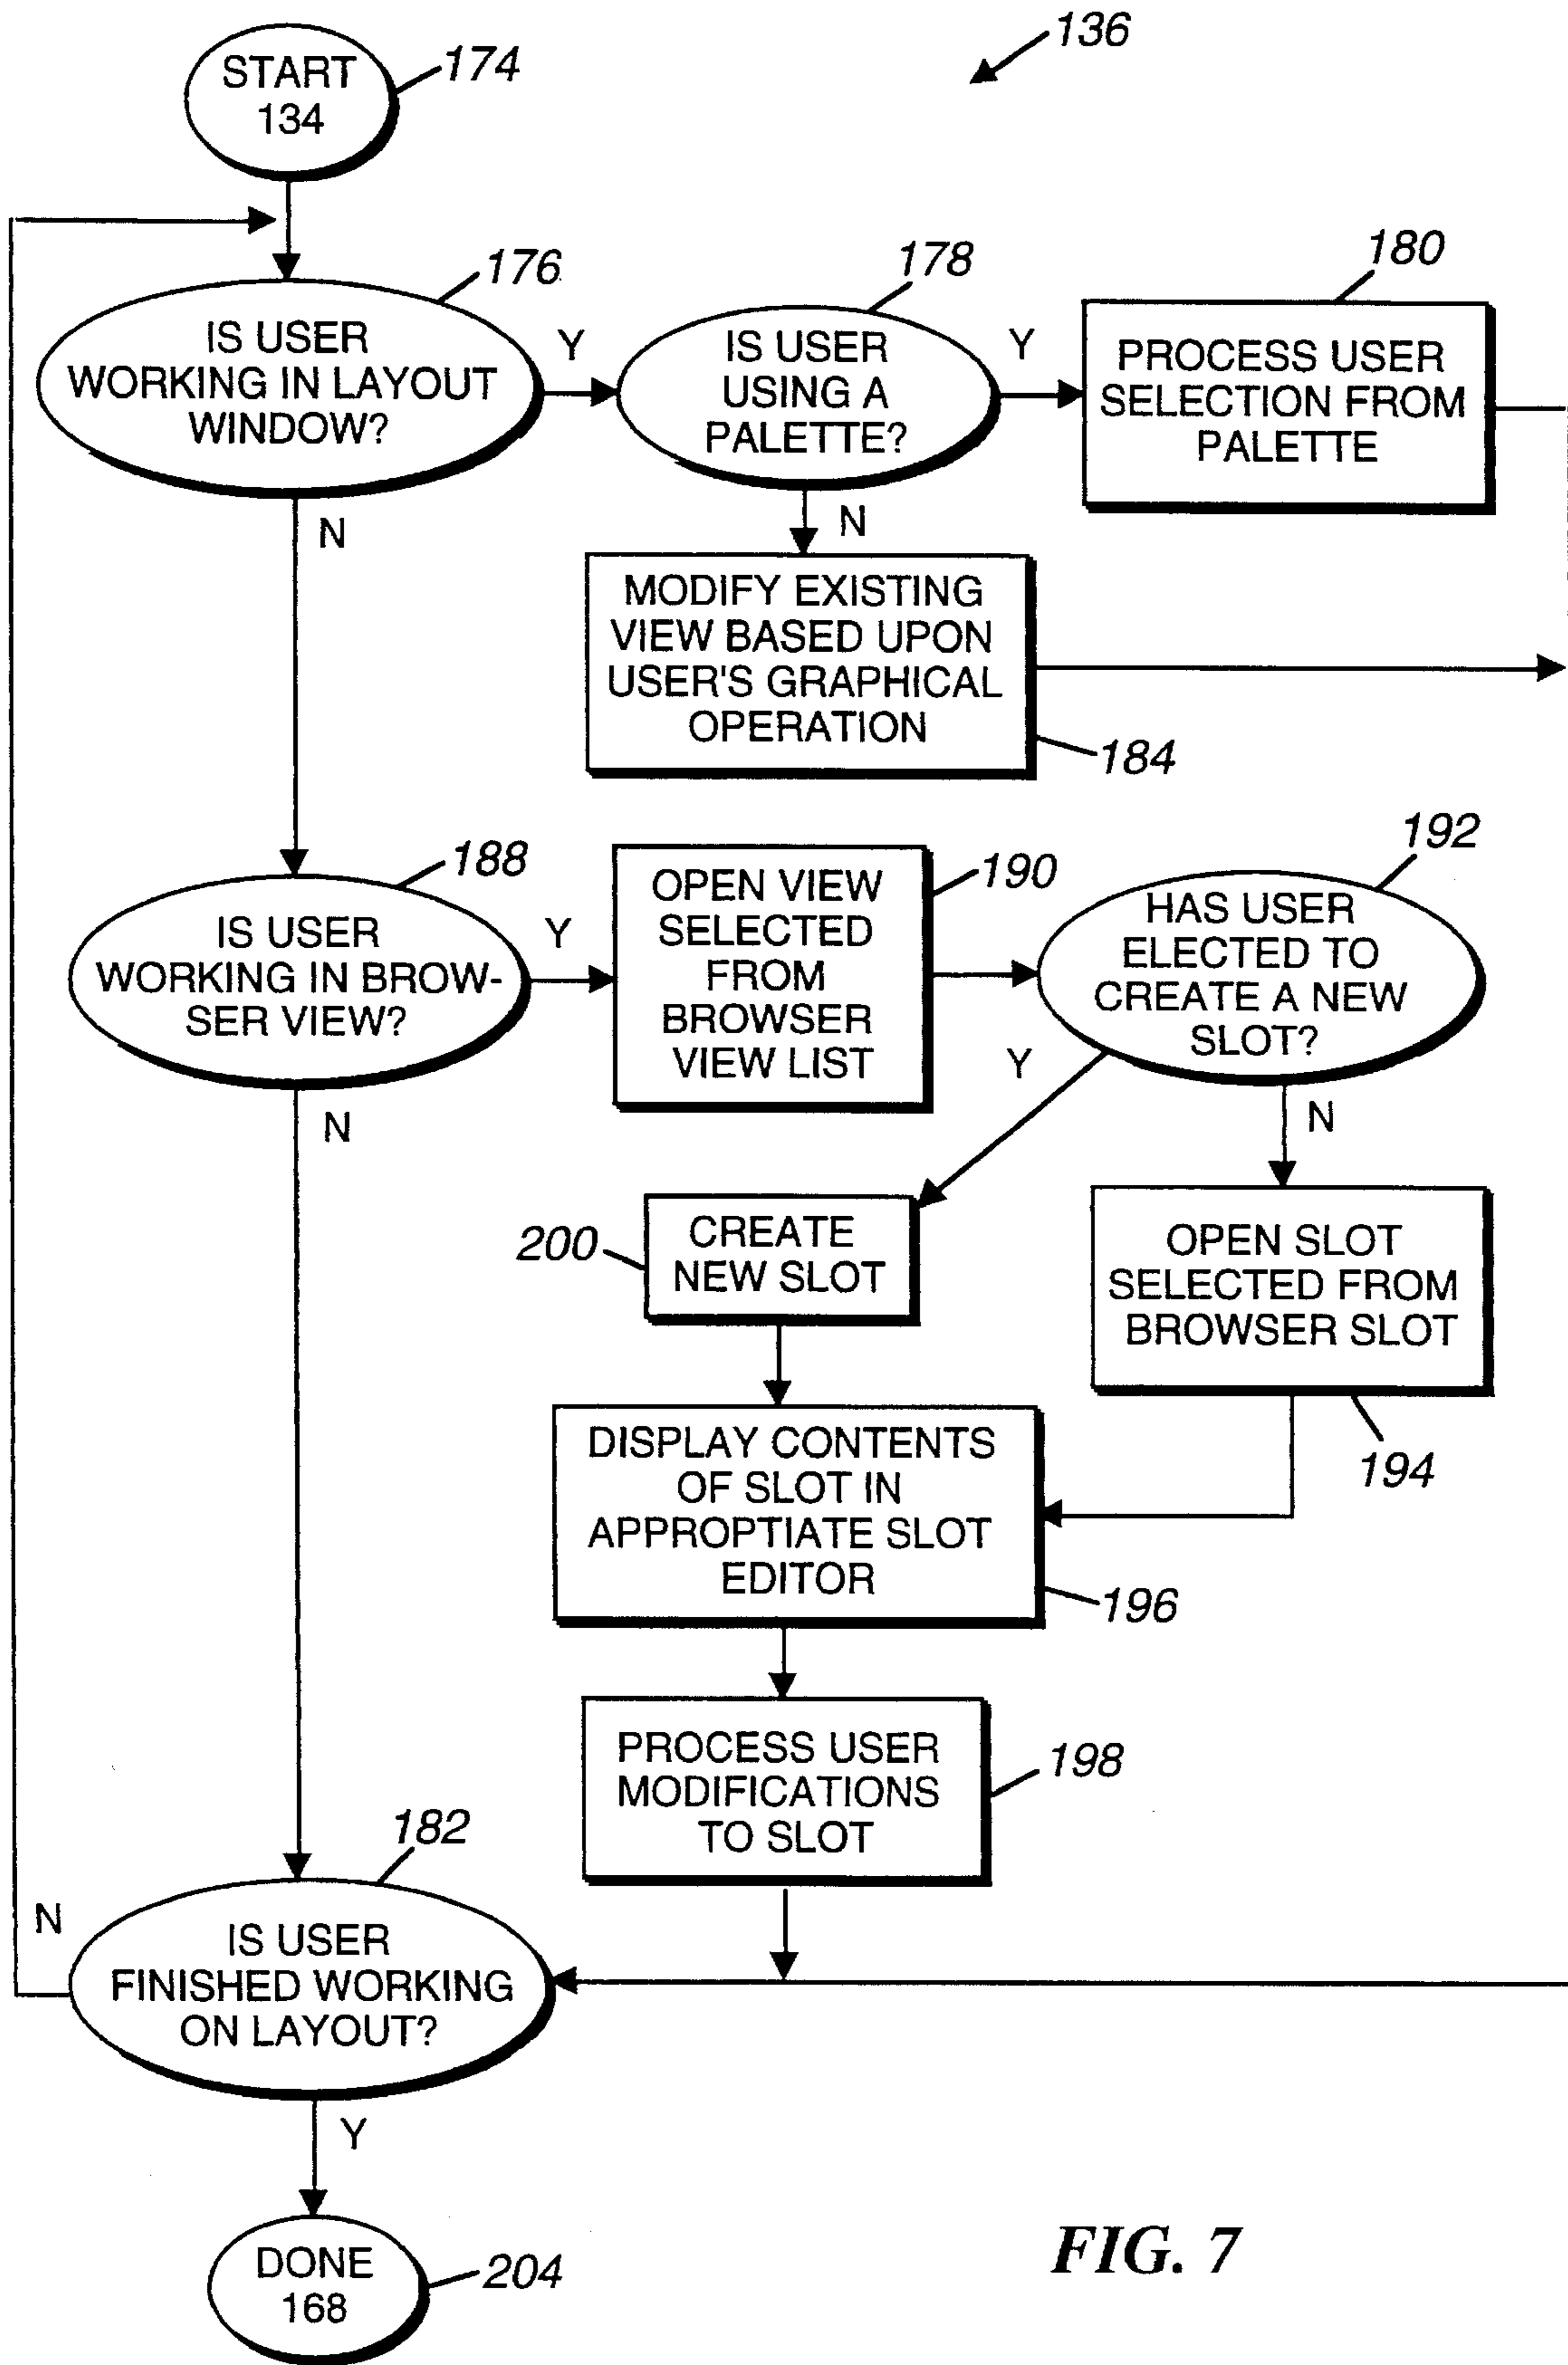 136
START
134
174
176
IS USER
WORKING IN LAYOUT
WINDOW?
Y
N
178
IS USER
USING A
PALETTE?
Y
N
180
PROCESS USER
SELECTION FROM
PALETTE
MODIFY EXISTING
VIEW BASED UPON
USER'S GRAPHICAL
OPERATION
184
188
IS USER
WORKING IN BROW-
SER VIEW?
Y
N
190
OPEN VIEW
SELECTED
FROM
BROWSER
VIEW LIST
192
HAS USER
ELECTED TO
CREATE A NEW
SLOT?
Y
N
200
CREATE
NEW SLOT
OPEN SLOT
SELECTED FROM
BROWSER SLOT
194
DISPLAY CONTENTS
OF SLOT IN
APPROPTIATE SLOT
EDITOR
196
PROCESS USER
MODIFICATIONS
TO SLOT
198
182
IS USER
FINISHED WORKING
ON LAYOUT?
N
Y
DONE
168
204
FIG. 7